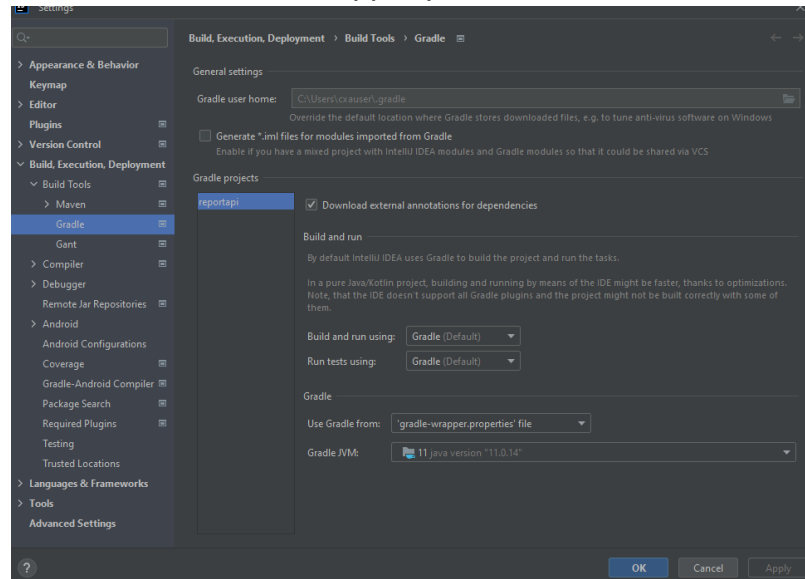 Settings
Build, Execution, Deployment › Build Tools › Gradle
Appearance & Behavior
Keymap
Editor
Plugins
Version Control
Build, Execution, Deployment
Build Tools
Maven
Gradle
Gant
Compiler
Debugger
Remote Jar Repositories
Android
Android Configurations
Coverage
Gradle-Android Compiler
Package Search
Required Plugins
Testing
Trusted Locations
Languages & Frameworks
Tools
Advanced Settings
General settings
Gradle user home: C:\Users\cxauser\.gradle
Override the default location where Gradle stores downloaded files, e.g. to tune anti-virus software on Windows
Generate *.iml files for modules imported from Gradle
Enable if you have a mixed project with IntelliJ IDEA modules and Gradle modules so that it could be shared via VCS
Gradle projects
reportapi
Download external annotations for dependencies
Build and run
By default IntelliJ IDEA uses Gradle to build the project and run the tasks.
In a pure Java/Kotlin project, building and running by means of the IDE might be faster, thanks to optimizations.
Note, that the IDE doesn't support all Gradle plugins and the project might not be built correctly with some of
them.
Build and run using: Gradle (Default)
Run tests using: Gradle (Default)
Gradle
Use Gradle from: 'gradle-wrapper.properties' file
Gradle JVM: 11 java version "11.0.14"
?
OK Cancel Apply